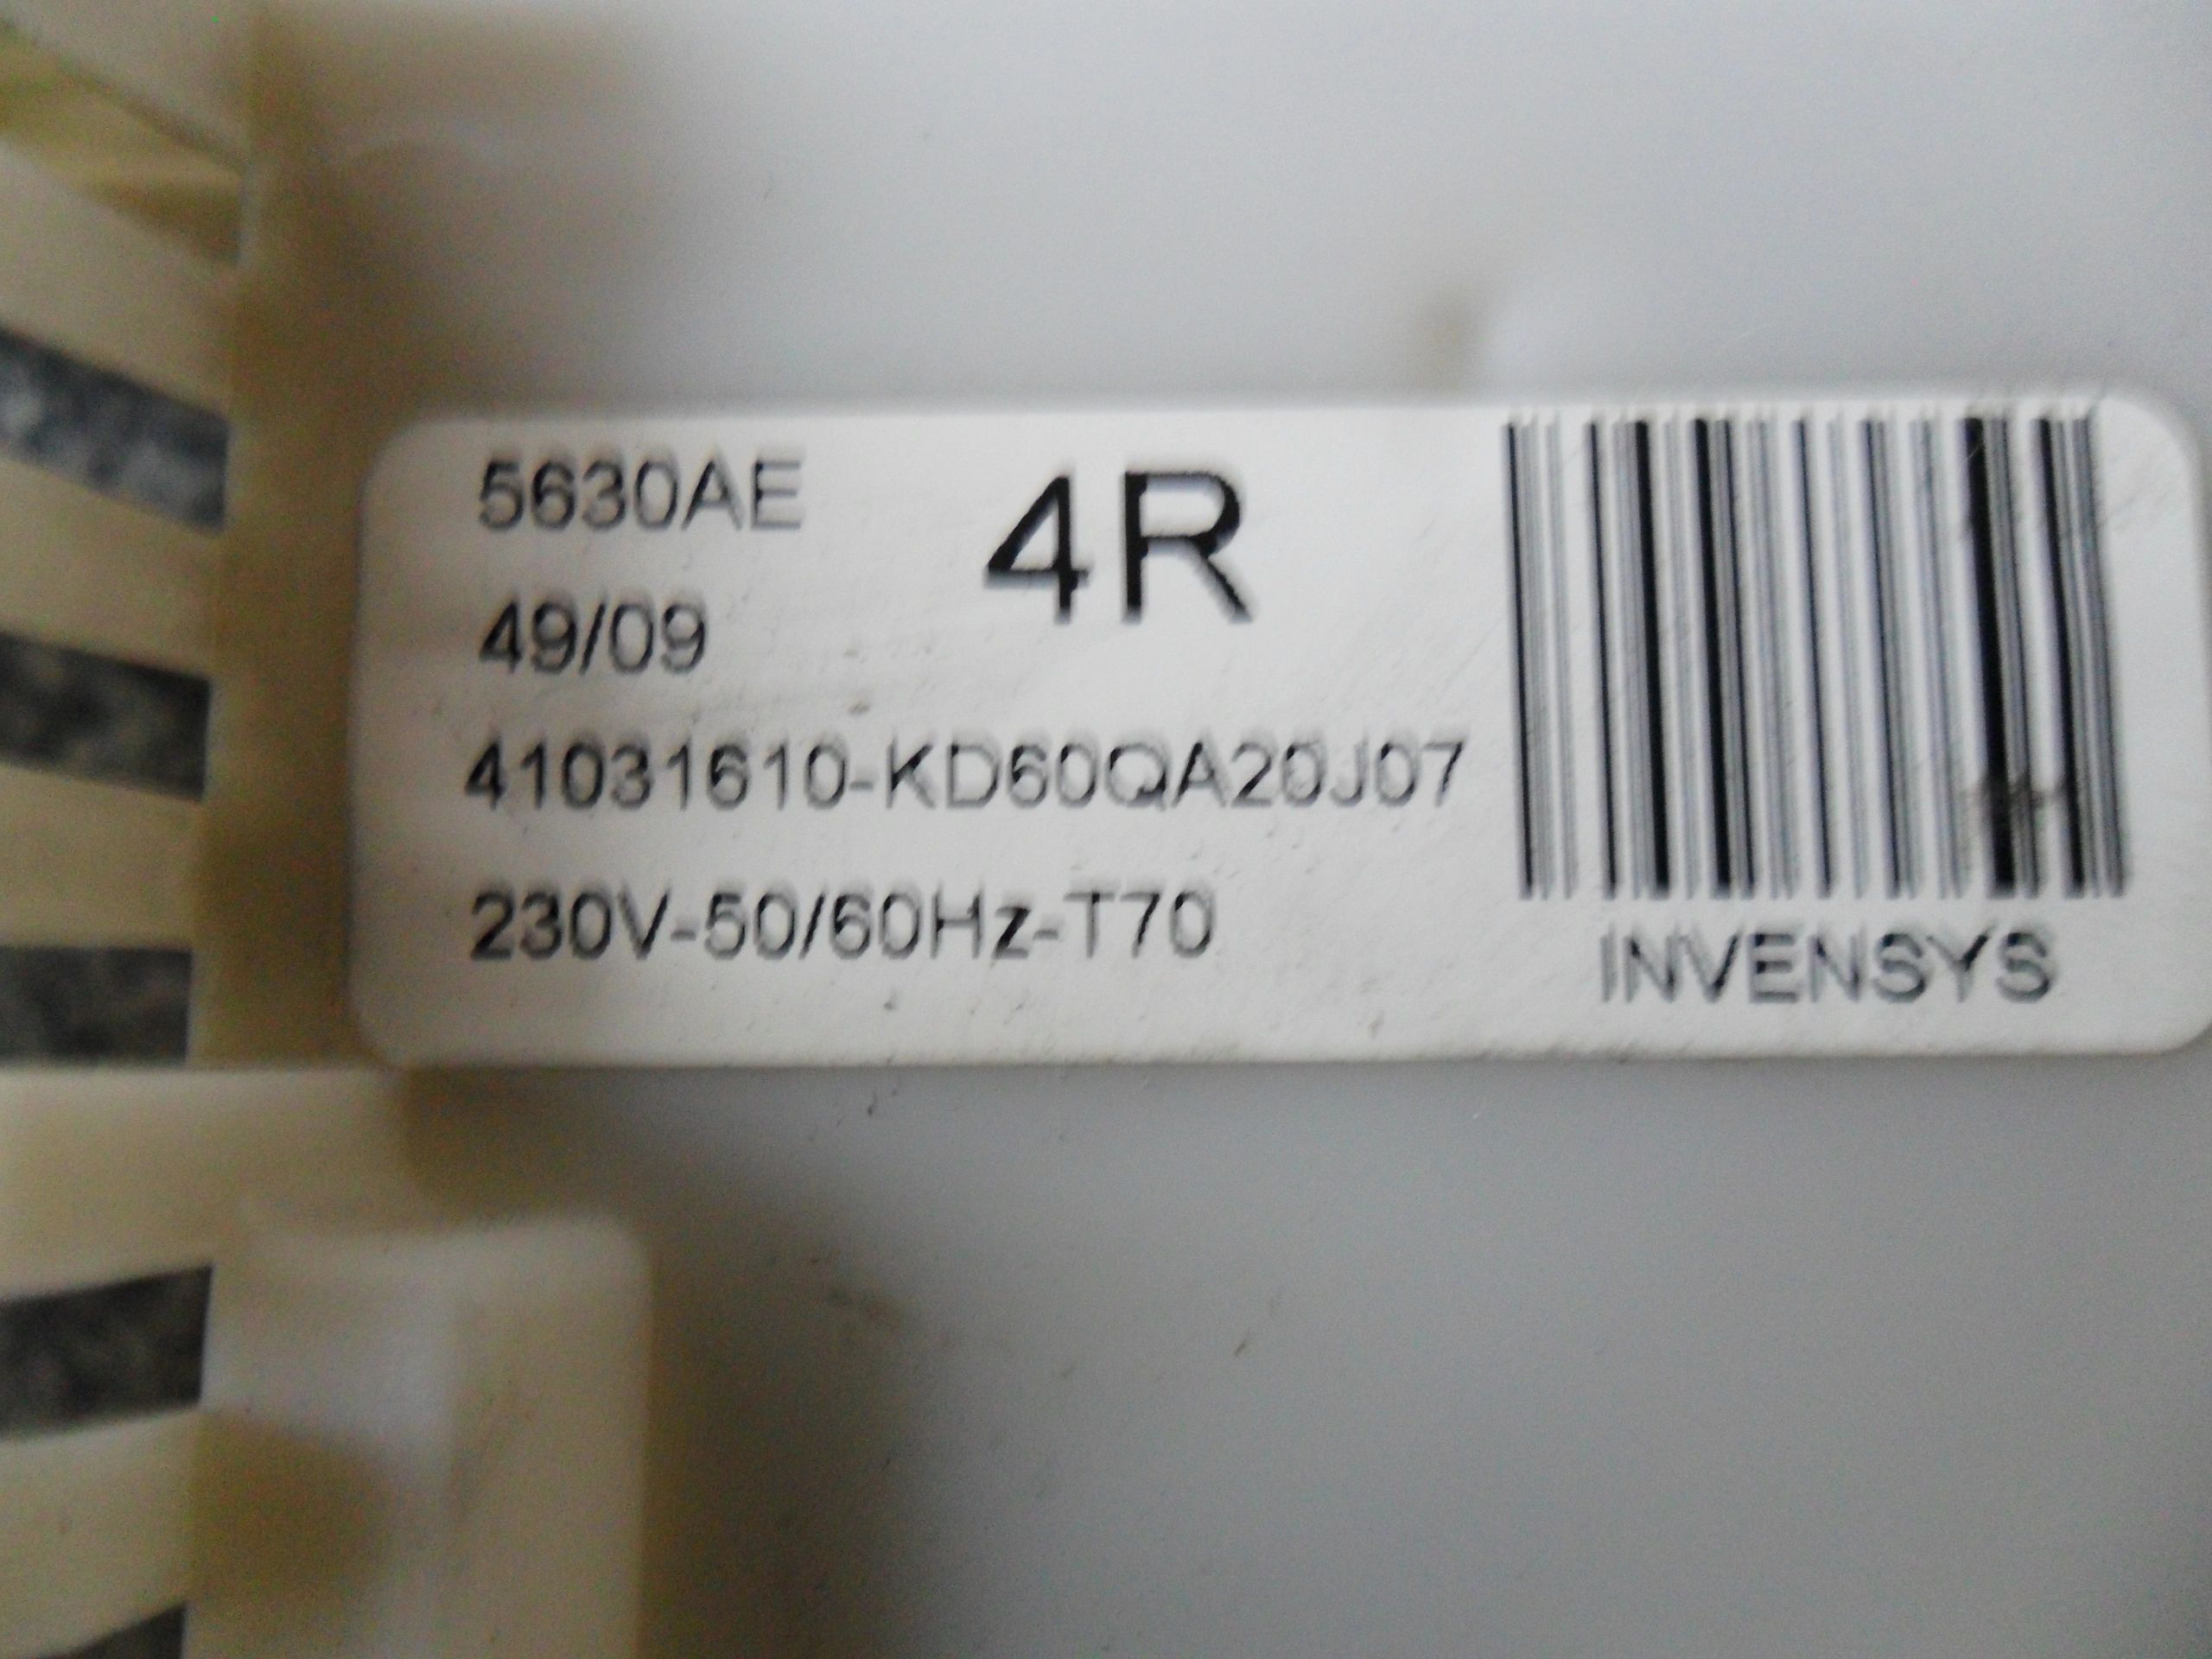 5630AE
4R
49/09
41031610-KD60QA20J07
230V-50/60Hz-T70
INVENSYS